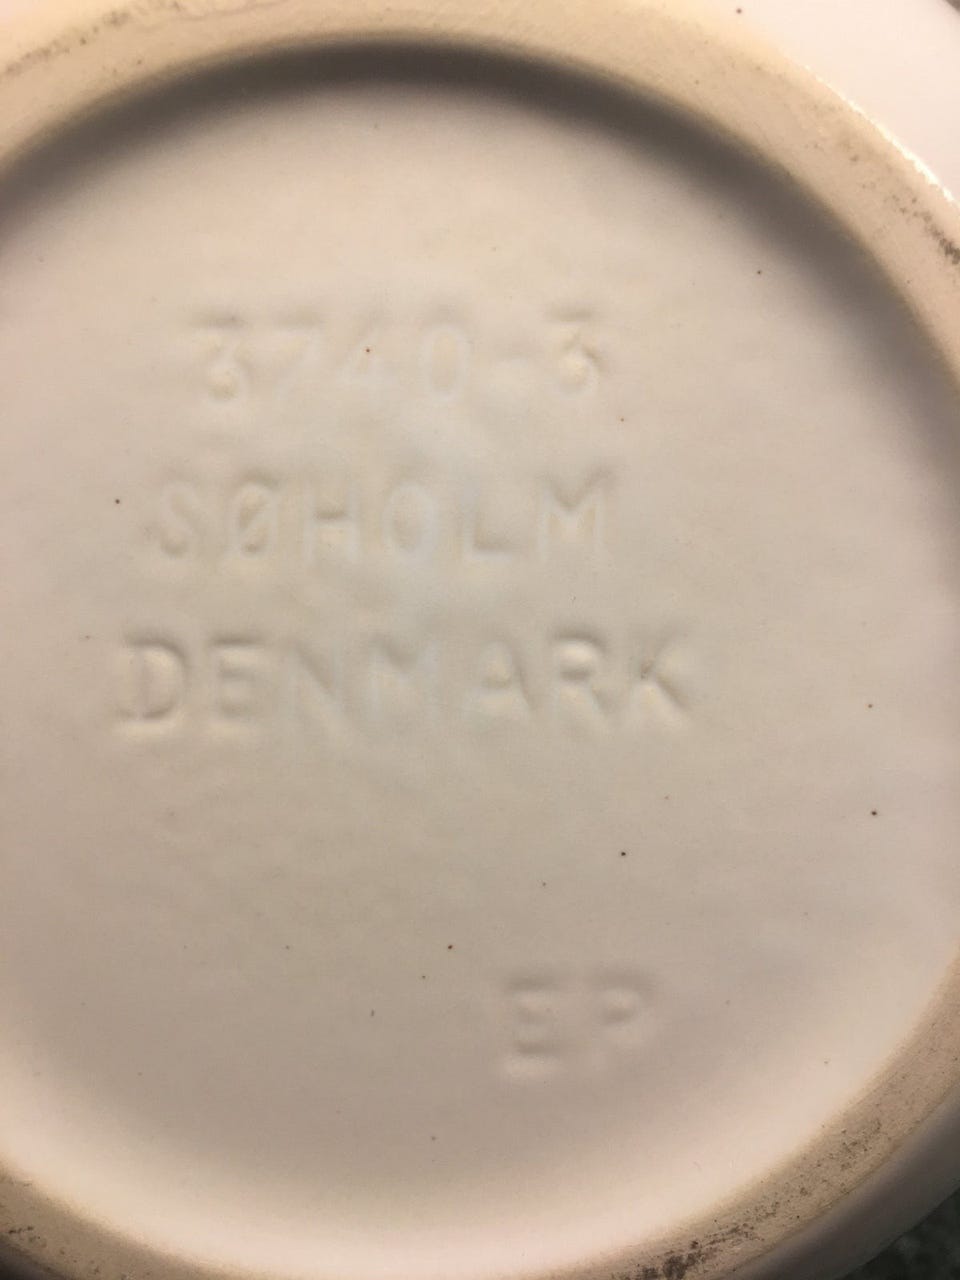 3740-3
SØHOLM
DENMARK
EP